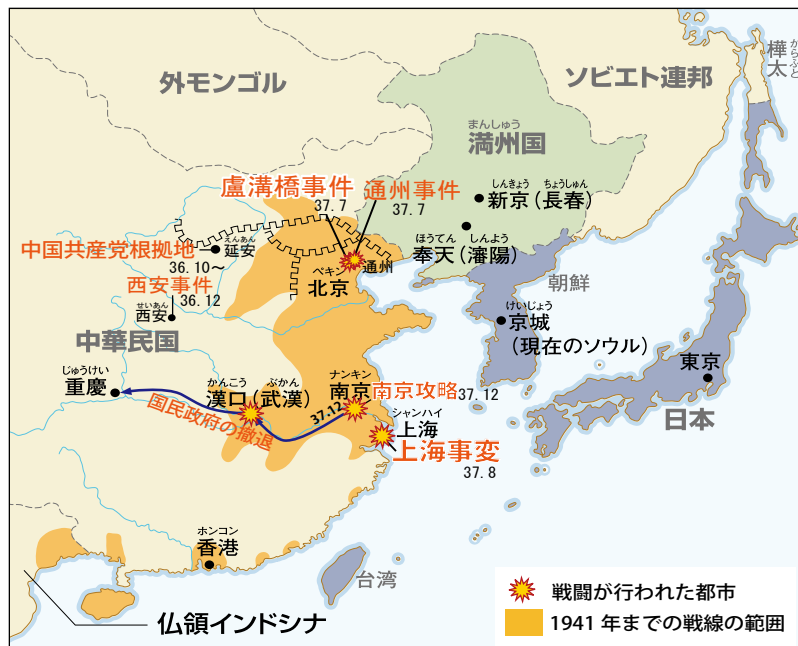 外モンゴル
ソビエト連邦
からふと
樺太
まんしゅう
満州国
盧溝橋事件
37.7
通州事件
37.7
しんきょう ちょうしゅん
新京(長春)
中国共産党根拠地
36.10〜
えんあん
延安
ほうてん しんよう
奉天(瀋陽)
通州
ペキン
北京
朝鮮
西安事件
36.12
せいあん
西安
けいじょう
京城
(現在のソウル)
中華民国
東京
じゅうけい
重慶
かんこう ぶかん
漢口(武漢)
ナンキン
南京
南京攻略
37.12
37.12
国民政府の撤退
シャンハイ
上海
上海事変
37.8
日本
ホンコン
香港
台湾
仏領インドシナ
戦闘が行われた都市
1941年までの戦線の範囲